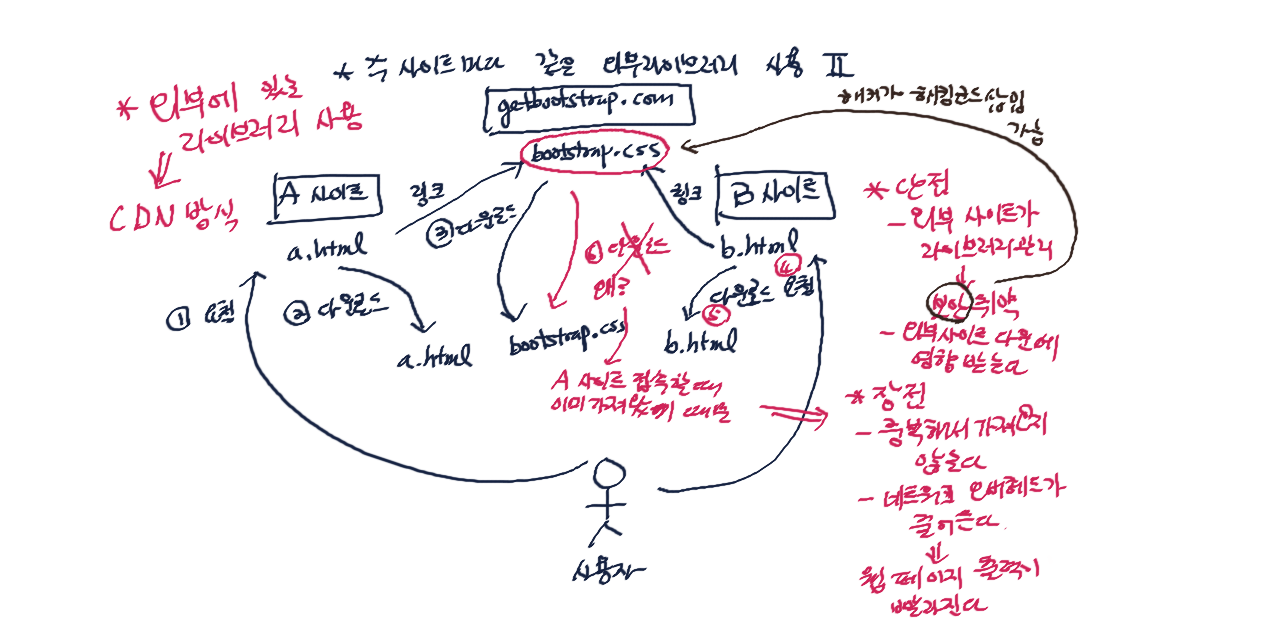 * 각 사이트마다 같은 외부라이브러리 사용 II
* 외부에 있는
라이브러리 사용
CDN 방식
getbootstrap.com
bootstrap.css
해커가 해킹코드 삽입
가능
A 사이트
링크
a.html
③ 다운로드
① 요청
② 다운로드
a.html
bootstrap.css
⑥ 다운로드
왜?
A 사이트 접속할때
이미 가져왔기 때문
링크
B 사이트
b.html
④
요청
다운로드
⑤
b.html
사용자
* 단점
- 외부 사이트가
라이브러리 관리
보안 취약
- 외부사이트 다운에
영향 받는다
* 장점
- 중복해서 가져오지
않는다
- 네트워크 오버헤드가
줄어든다.
웹 페이지 출력이
빨라진다